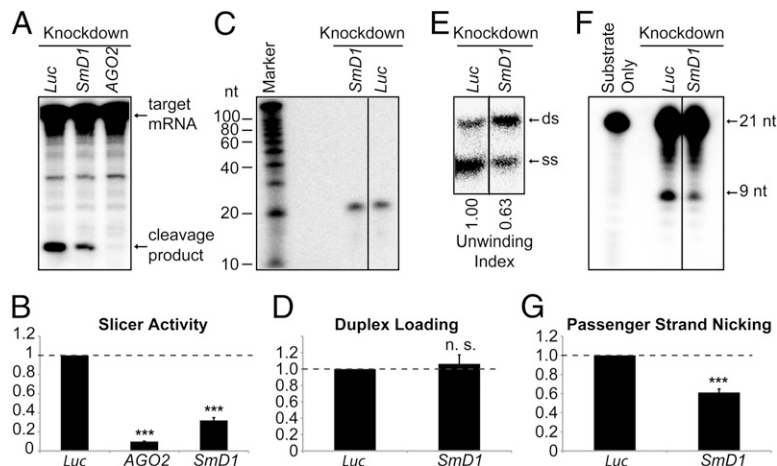 A
Knockdown
Luc
SmD1
AGO2
target
mRNA
cleavage
product
C
Marker
Knockdown
SmD1
Luc
nt
100
80
60
40
20
10
E
Knockdown
Luc
SmD1
ds
ss
1.00
0.63
Unwinding
Index
F
Substrate
Only
Knockdown
Luc
SmD1
21 nt
9 nt
B
Slicer Activity
1.2
1
0.8
0.6
0.4
0.2
0
***
***
Luc
AGO2
SmD1
D
Duplex Loading
n. s.
1.2
1.0
0.8
0.6
0.4
0.2
0
Luc
SmD1
G
Passenger Strand Nicking
1.2
1
0.8
0.6
0.4
0.2
0
***
Luc
SmD1